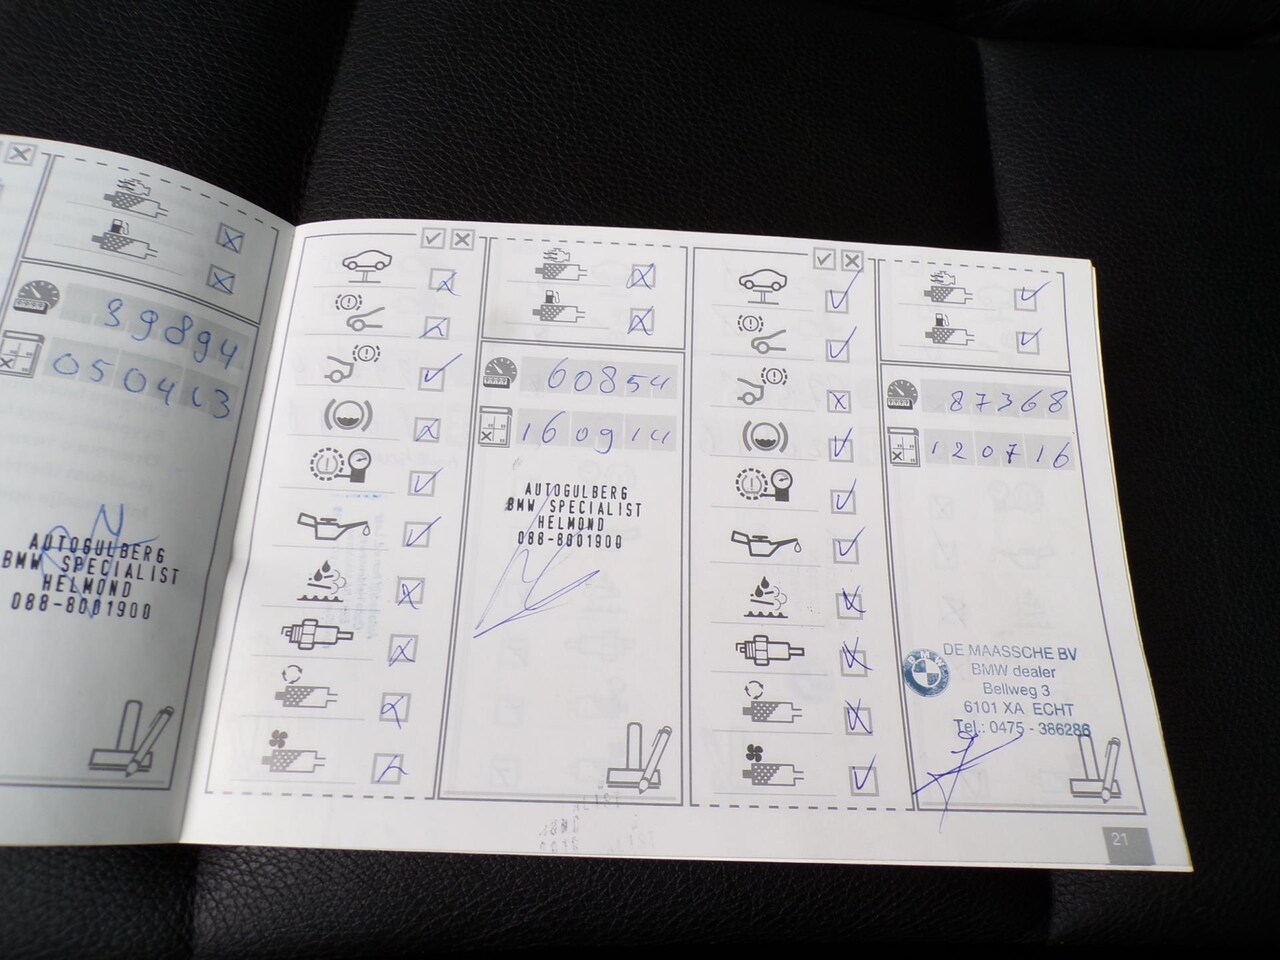 39894
050413
AUTOGULBERG
BMW SPECIALIST
HELMOND
088-8001900
60854
160914
AUTOGULBERG
BMW SPECIALIST
HELMOND
088-8001900
87368
120716
BMW
DE MAASSCHE BV
BMW dealer
Bellweg 3
6101 XA ECHT
Tel.: 0475 - 386286
21